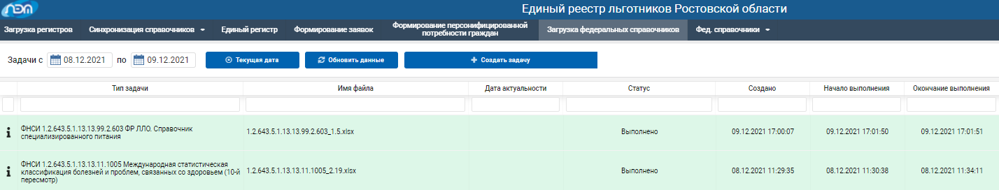 ЛЭП
Единый реестр льготников Ростовской области
Загрузка регистров
Синхронизация справочников
Единый регистр
Формирование заявок
Формирование персонифицированной
потребности граждан
Загрузка федеральных справочников
Фед. справочники
Задачи с 08.12.2021 по 09.12.2021 Текущая дата Обновить данные Создать задачу
Тип задачи Имя файла Дата актуальности Статус Создано Начало выполнения Окончание выполнения
ФНСИ 1.2.643.5.1.13.13.99.2.603 ФР ЛЛО. Справочник
специализированного питания
1.2.643.5.1.13.13.99.2.603_1.5.xlsx Выполнено 09.12.2021 17:00:07 09.12.2021 17:01:50 09.12.2021 17:01:51
ФНСИ 1.2.643.5.1.13.13.11.1005 Международная статистическая
классификация болезней и проблем, связанных со здоровьем (10-й
пересмотр)
1.2.643.5.1.13.13.11.1005_2.19.xlsx Выполнено 08.12.2021 11:29:35 08.12.2021 11:30:38 08.12.2021 11:34:11